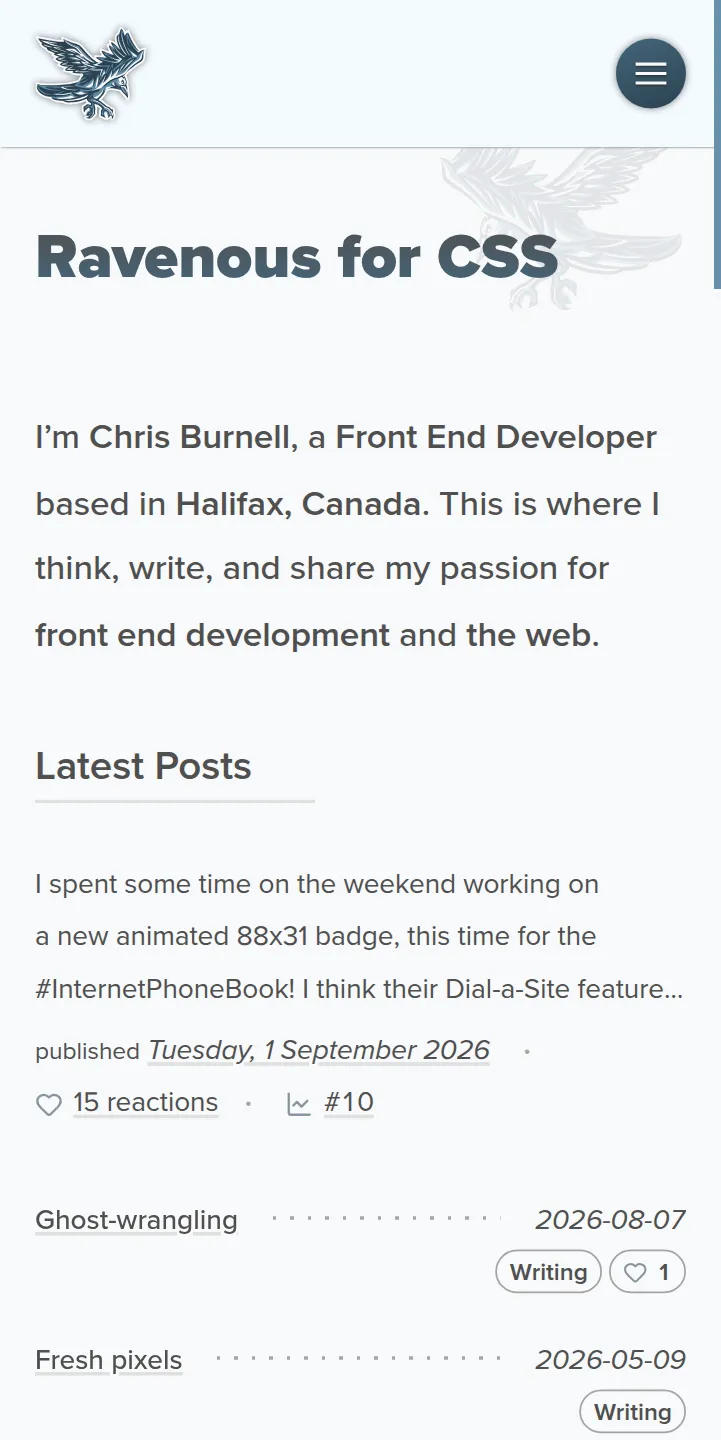 Ravenous for CSS
I’m Chris Burnell, a Front End Developer
based in Halifax, Canada. This is where I
think, write, and share my passion for
front end development and the web.
Latest Posts
I spent some time on the weekend working on
a new animated 88x31 badge, this time for the
#InternetPhoneBook! I think their Dial-a-Site feature…
published Tuesday, 1 September 2026 •
15 reactions • #10
Ghost-wrangling 2026-08-07
Writing 1
Fresh pixels 2026-05-09
Writing